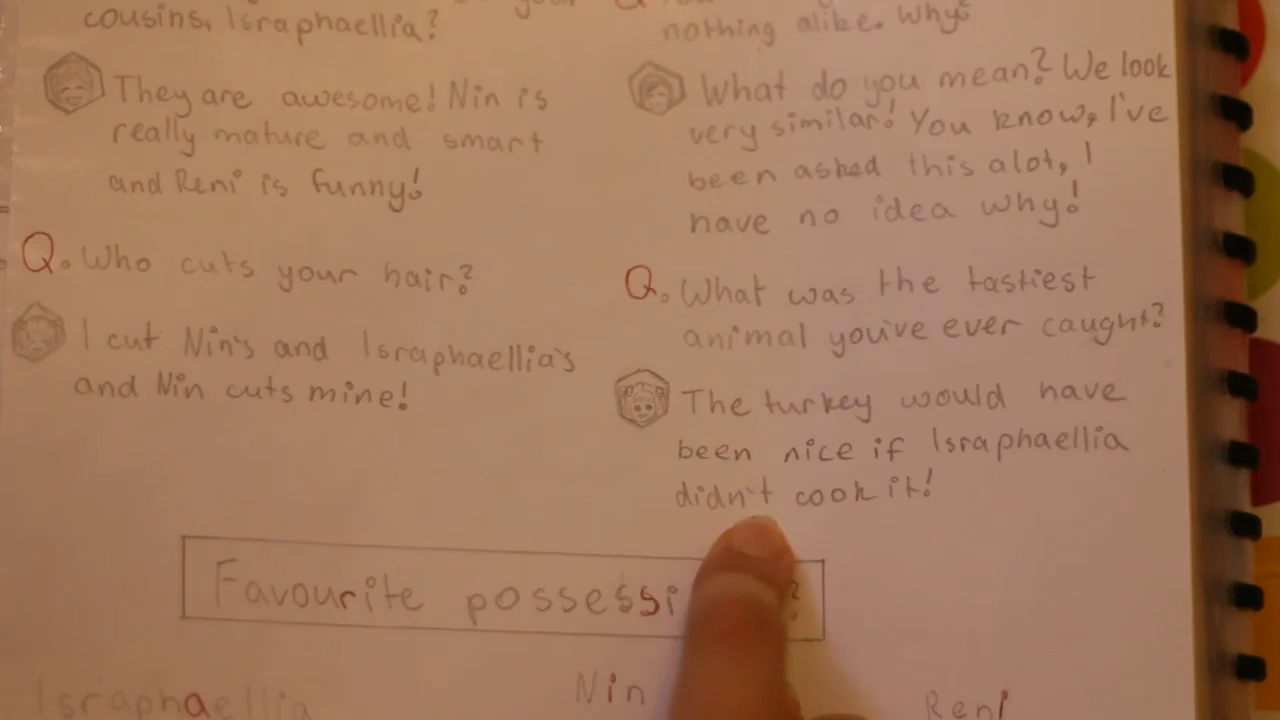 cousins, Israphaellia?
They are awesome! Nin is
really mature and smart
and Reni is funny!
Q. Who cuts your hair?
I cut Nin's and Israphaellia's
and Nin cuts mine!
nothing alike. Why?
What do you mean? We look
very similar! You know, I've
been asked this alot, I
have no idea why!
Q. What was the tastiest
animal you've ever caught?
The turkey would have
been nice if Israphaellia
didn't cook it!
Favourite
Israphaellia
Nin
Reni